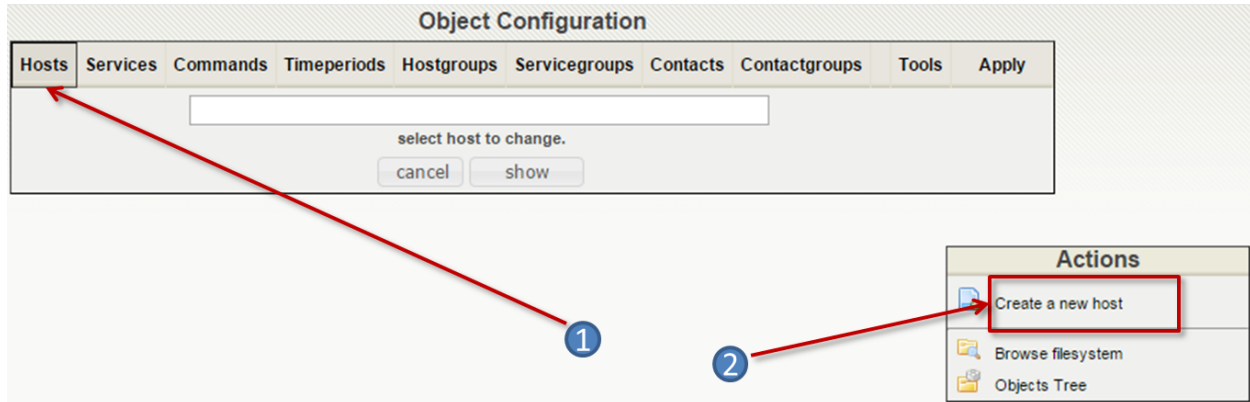 Object Configuration
Hosts Services Commands Timeperiods Hostgroups Servicegroups Contacts Contactgroups Tools Apply
select host to change.
cancel show
1
2
Actions
Create a new host
Browse filesystem
Objects Tree